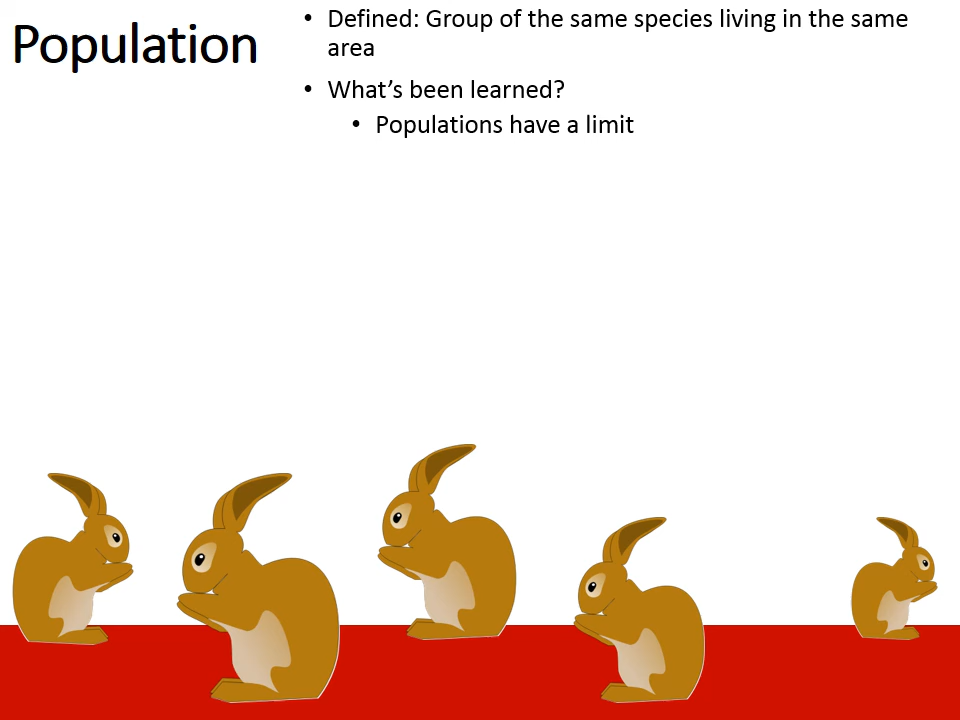 Population
• Defined: Group of the same species living in the same
area
• What’s been learned?
• Populations have a limit